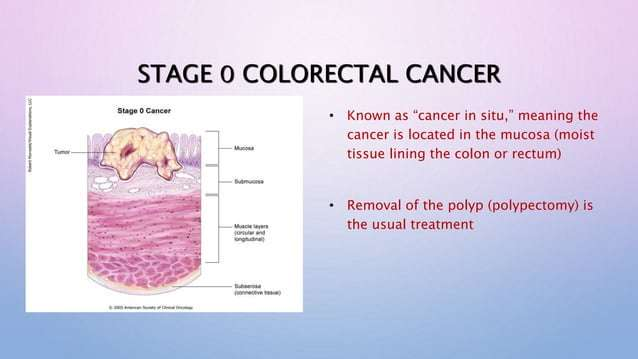 STAGE 0 COLORECTAL CANCER
Stage 0 Cancer
Tumor
Mucosa
Submucosa
Muscle layers
(circular and
longitudinal)
Subserosa
(connective tissue)
© 2005 American Society of Clinical Oncology
• Known as “cancer in situ,” meaning the
cancer is located in the mucosa (moist
tissue lining the colon or rectum)
• Removal of the polyp (polypectomy) is
the usual treatment